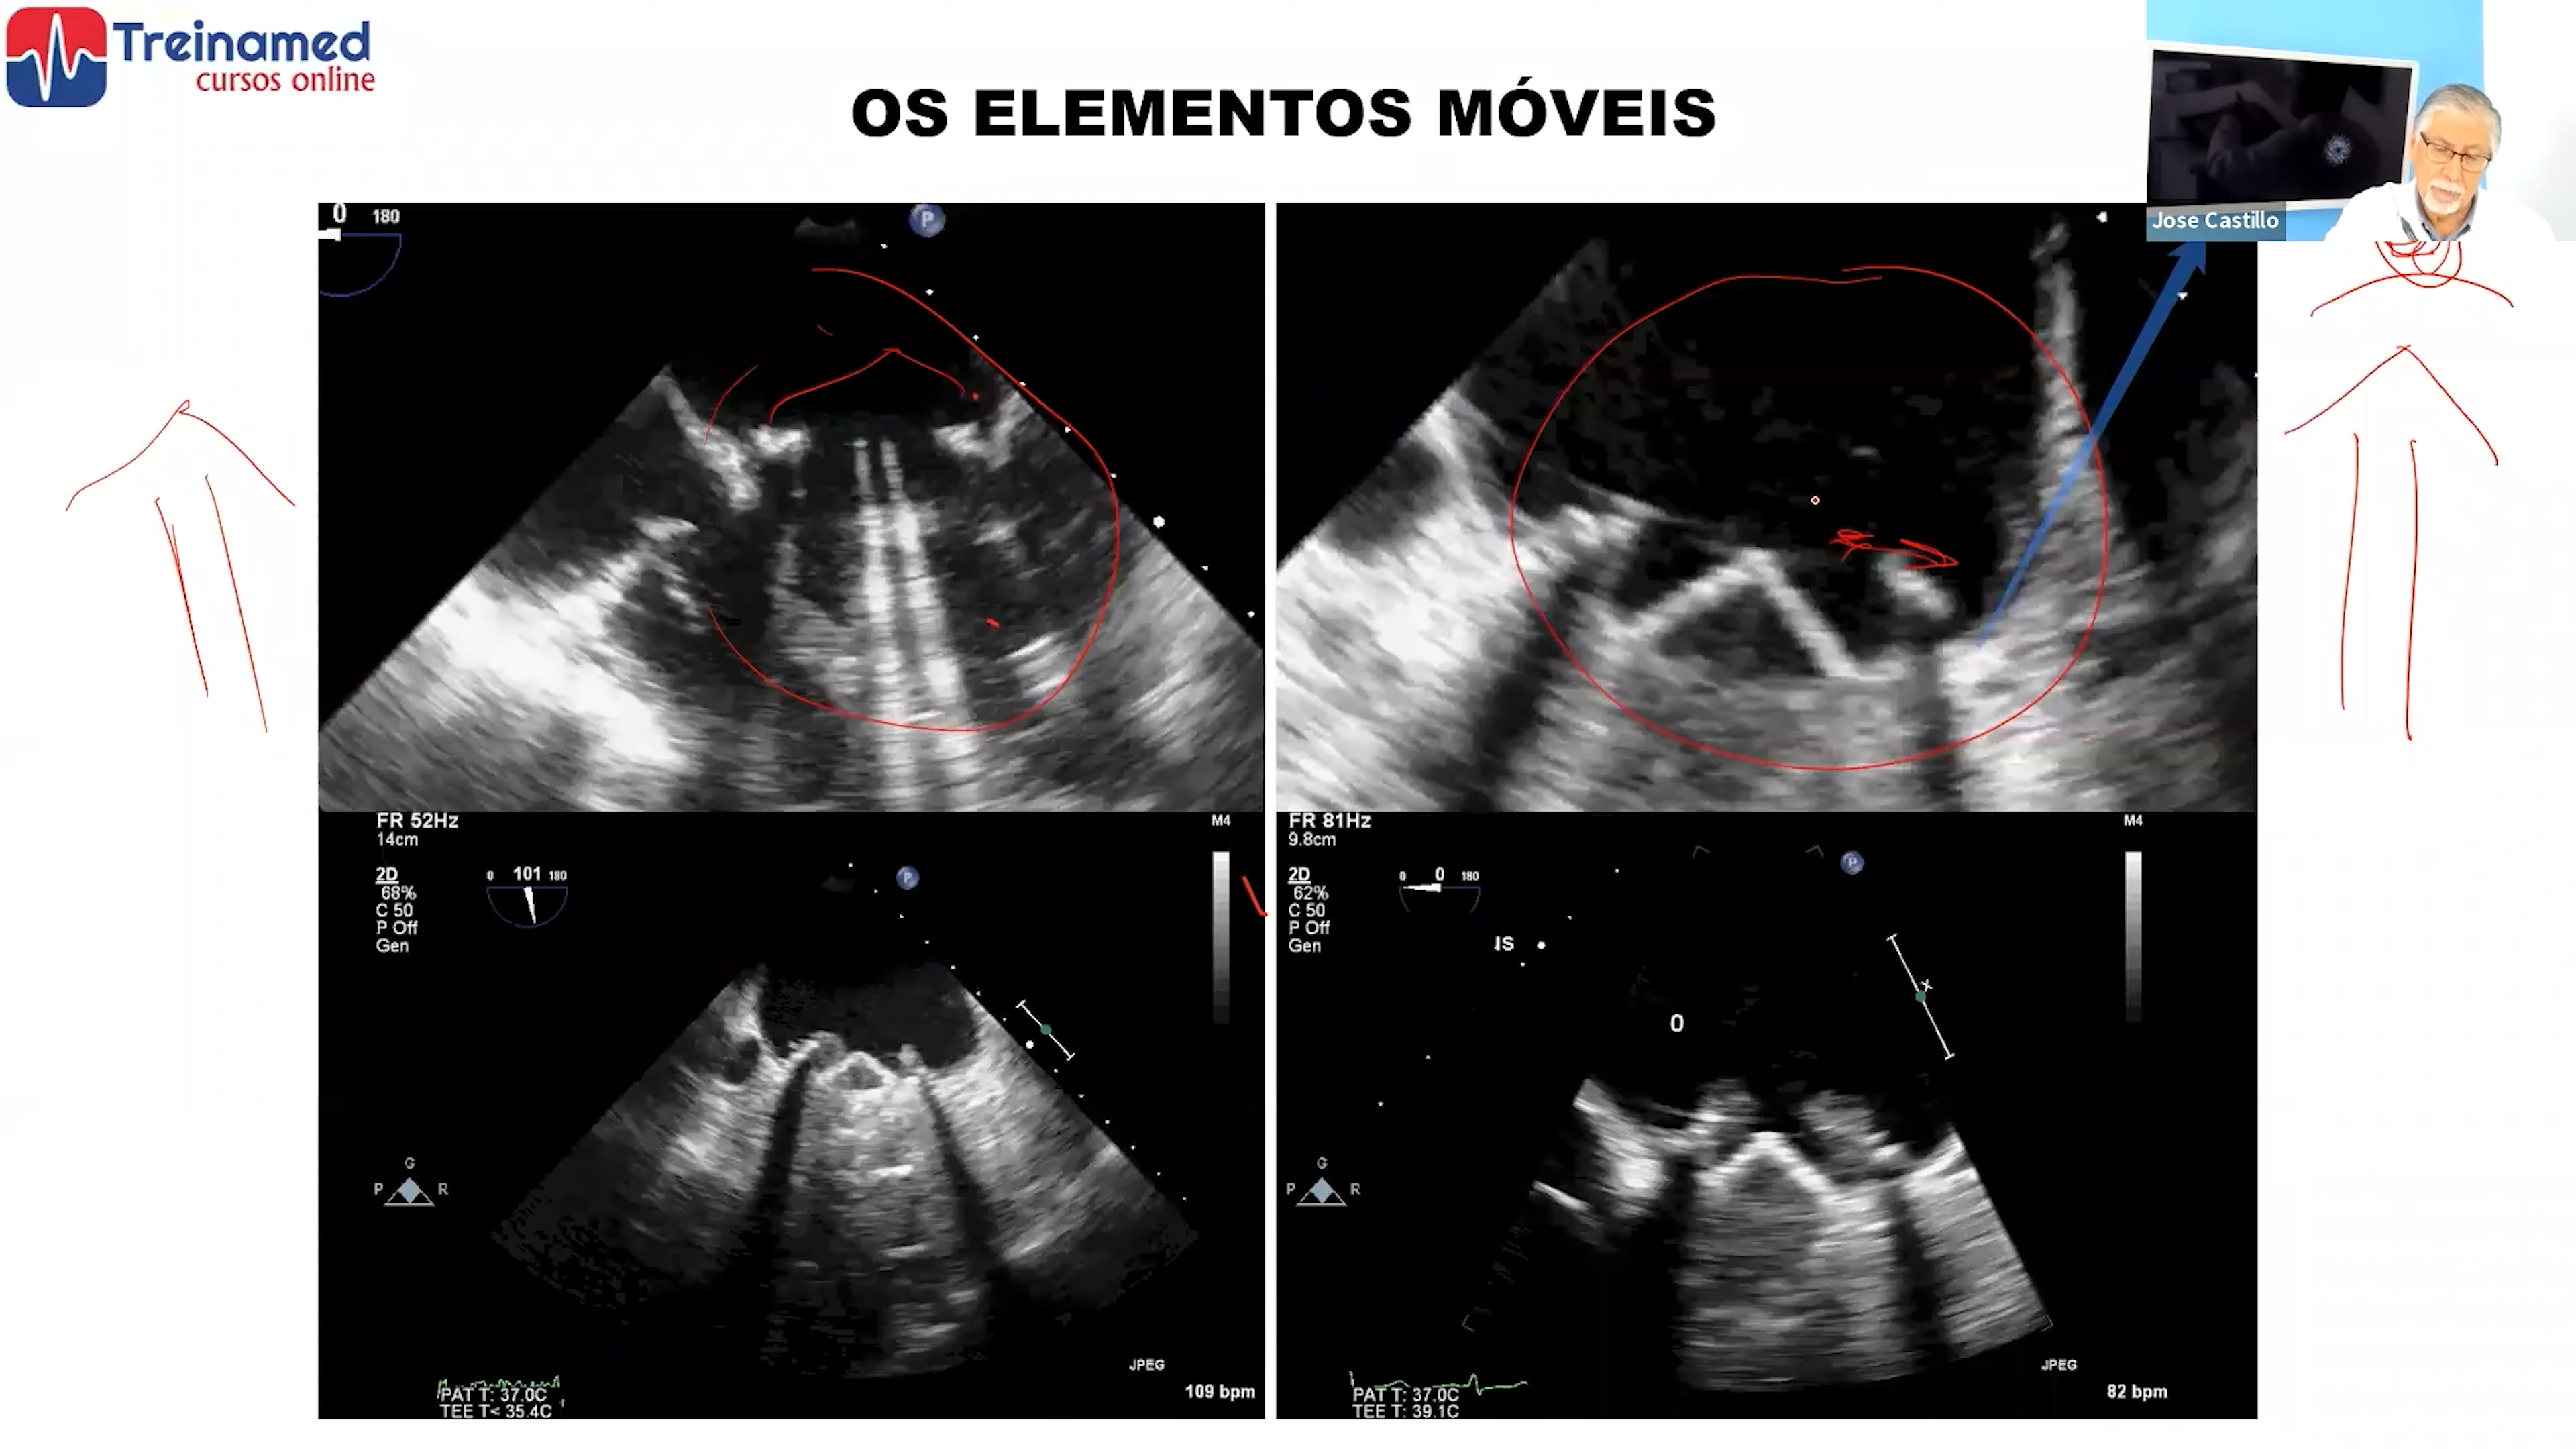 Treinamed
cursos online
OS ELEMENTOS MÓVEIS
Jose Castillo
0 180
P
FR 52Hz
14cm
M4
2D
68%
C 50
P Off
Gen
0 101 180
P
G
P R
JPEG
PAT T: 37.0C
TEE T< 35.4C
109 bpm
FR 81Hz
9.8cm
M4
2D
62%
C 50
P Off
Gen
0 0 180
P
IS
X
0
G
P R
JPEG
PAT T: 37.0C
TEE T: 39.1C
82 bpm